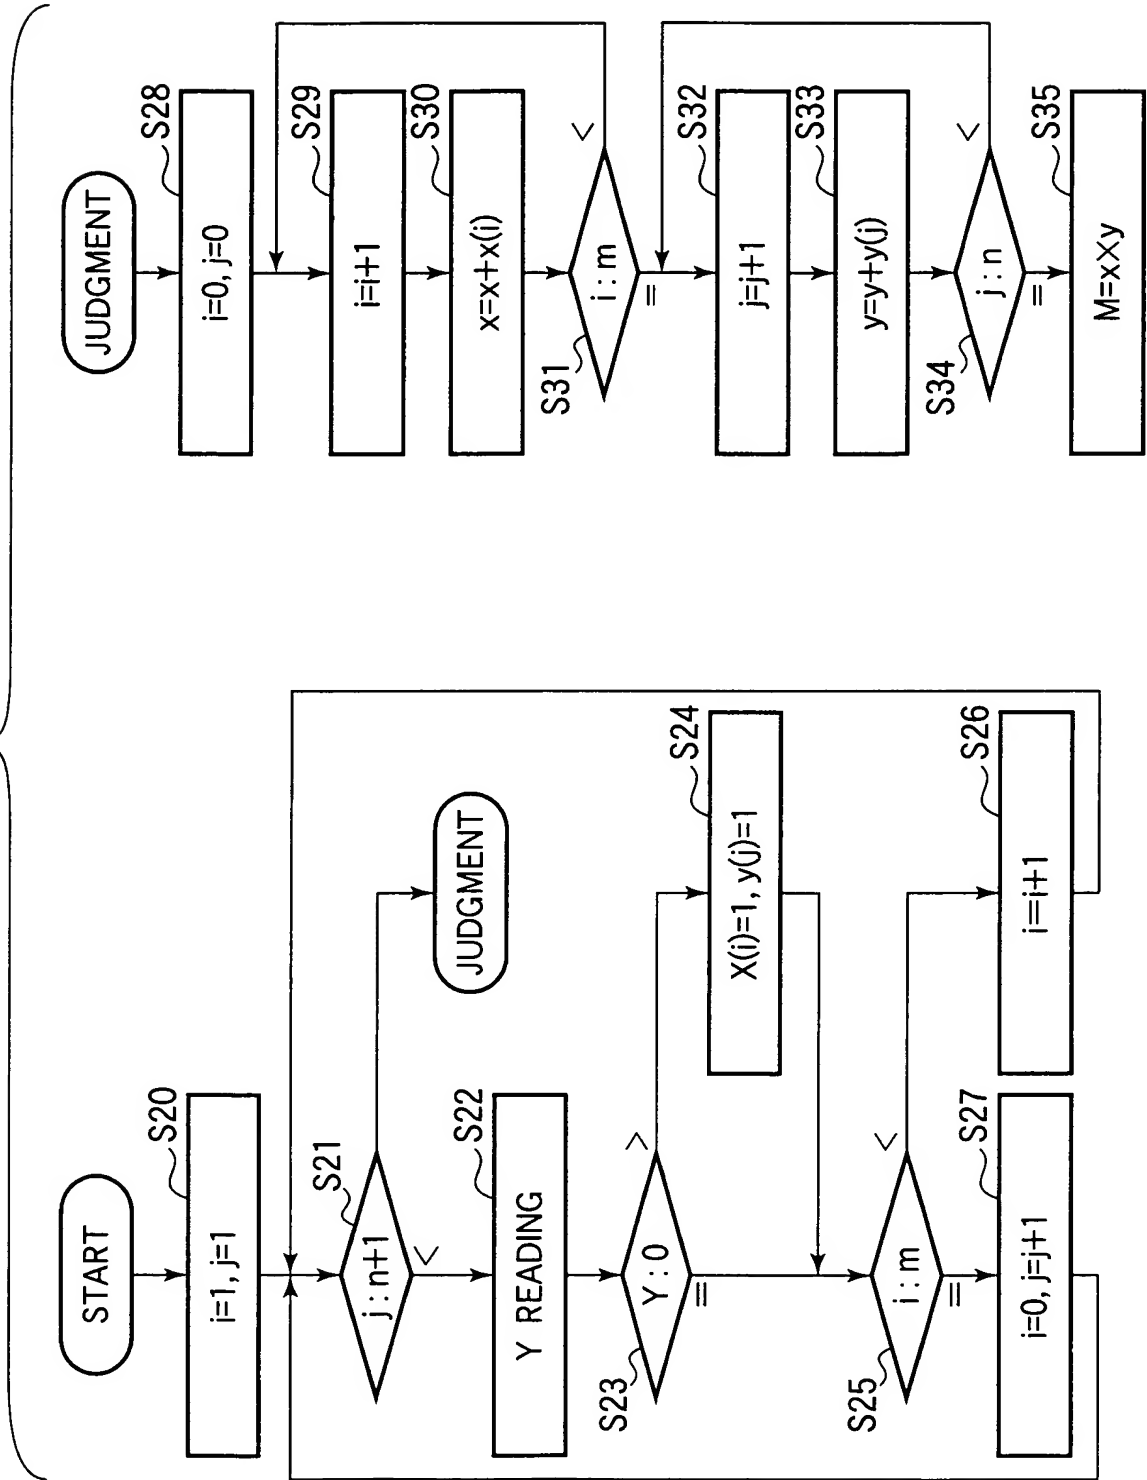 START
S20
i=1, j=1
S21
j : n+1
<
JUDGMENT
S22
Y READING
S23
Y : 0
>
=
S24
X(i)=1, y(j)=1
S25
i : m
<
=
S26
i=i+1
S27
i=0, j=j+1
JUDGMENT
S28
i=0, j=0
S29
i=i+1
S30
x=x+x(i)
S31
i : m
<
=
S32
j=j+1
S33
y=y+y(j)
S34
j : n
<
=
S35
M=x×y